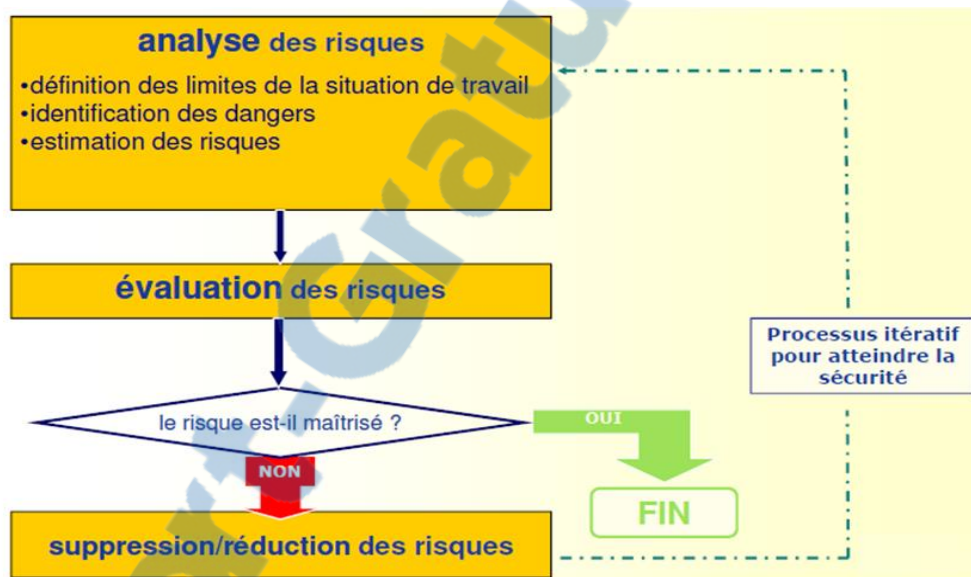 analyse des risques
•définition des limites de la situation de travail
•identification des dangers
•estimation des risques
évaluation des risques
Processus itératif
pour atteindre la
sécurité
le risque est-il maîtrisé ?
OUI
NON
FIN
suppression/réduction des risques